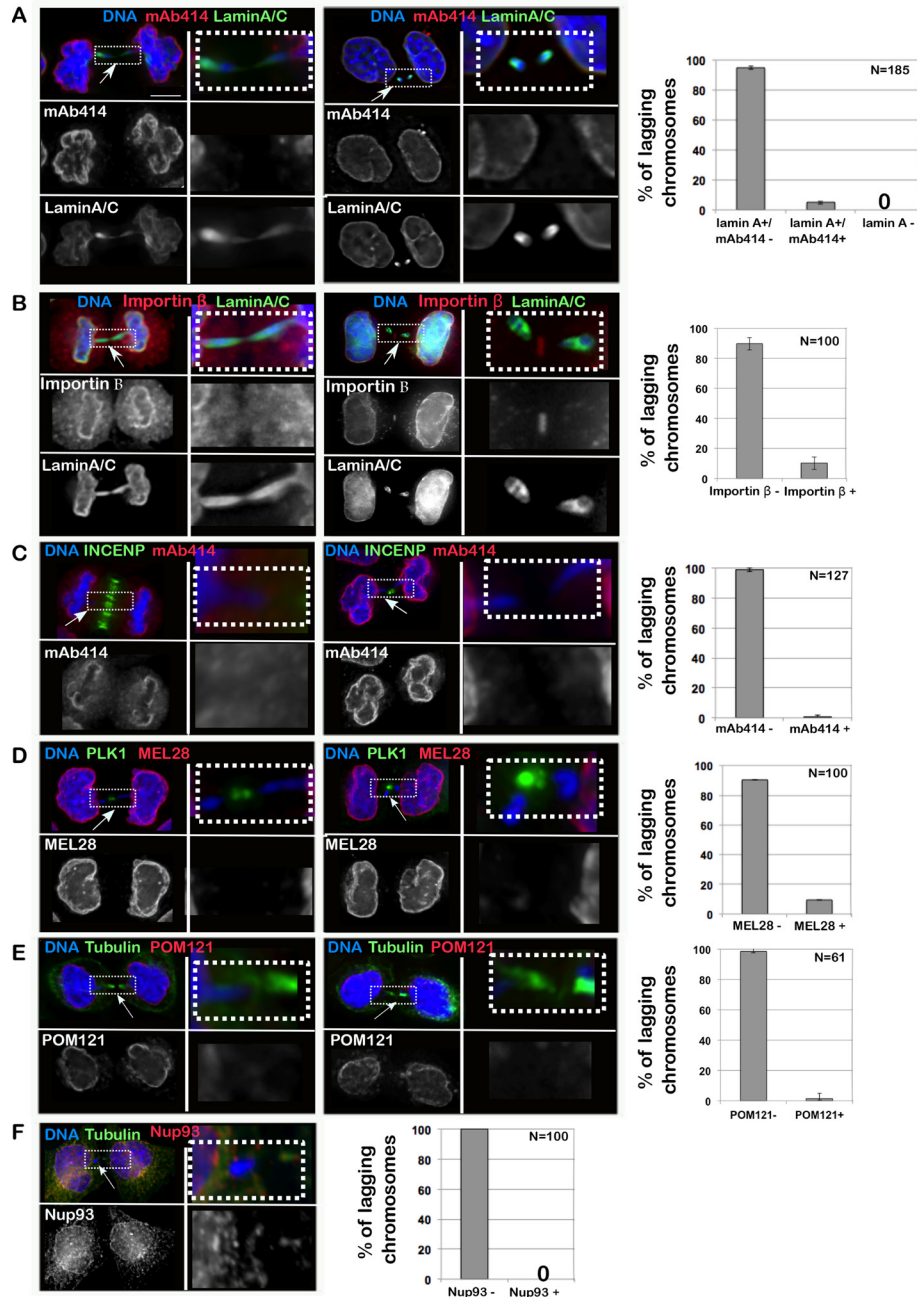 A
DNA mAb414 LaminA/C
mAb414
LaminA/C
DNA mAb414 LaminA/C
mAb414
LaminA/C
% of lagging
chromosomes
N=185
100
80
60
40
20
0
0
lamin A+/
mAb414 -
lamin A+/
mAb414+
lamin A -
B
DNA Importin β LaminA/C
Importin β
LaminA/C
DNA Importin β LaminA/C
Importin β
LaminA/C
% of lagging
chromosomes
N=100
100
80
60
40
20
0
Importin β - Importin β +
C
DNA INCENP mAb414
mAb414
DNA INCENP mAb414
mAb414
% of lagging
chromosomes
N=127
100
80
60
40
20
0
mAb414 - mAb414 +
D
DNA PLK1 MEL28
MEL28
DNA PLK1 MEL28
MEL28
% of lagging
chromosomes
N=100
100
80
60
40
20
0
MEL28 - MEL28 +
E
DNA Tubulin POM121
POM121
DNA Tubulin POM121
POM121
% of lagging
chromosomes
N=61
100
80
60
40
20
0
POM121- POM121+
F
DNA Tubulin Nup93
Nup93
% of lagging
chromosomes
N=100
100
80
60
40
20
0
0
Nup93 - Nup93 +